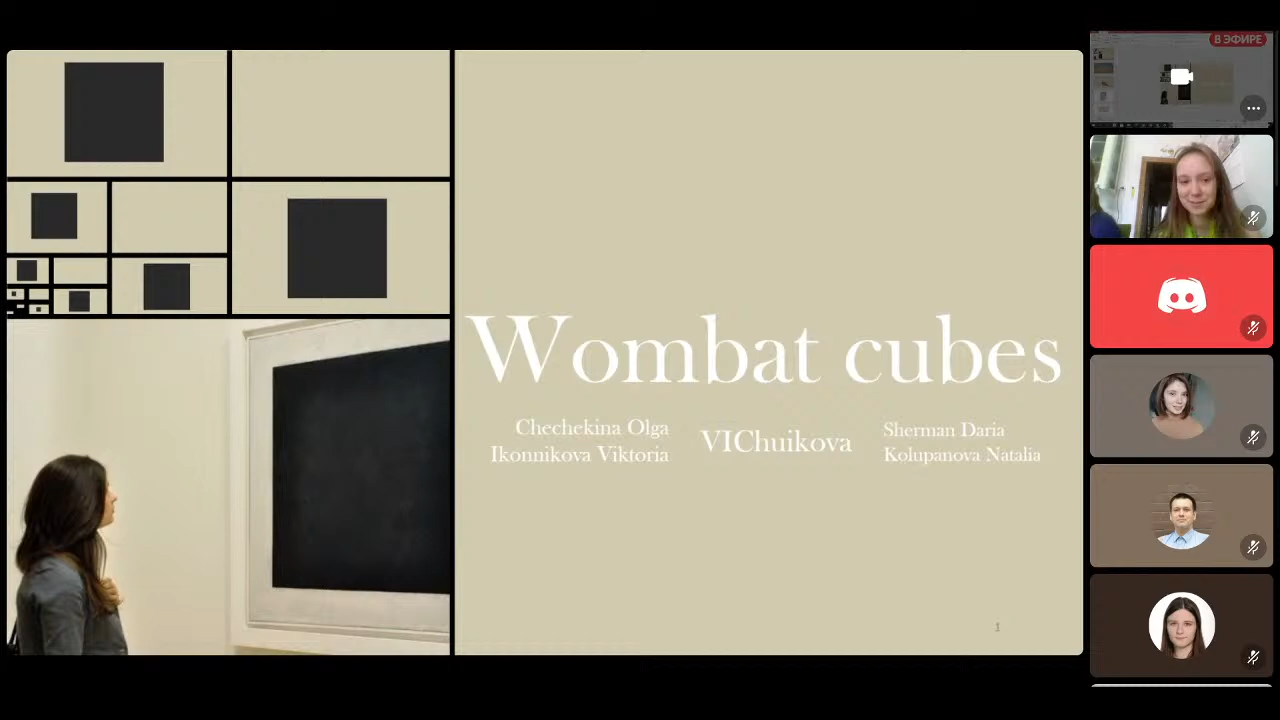 В ЭФИРЕ
Wombat cubes
Chechekina Olga
Ikonnikova Viktoria
VIChuikova
Sherman Daria
Kolupanova Natalia
1